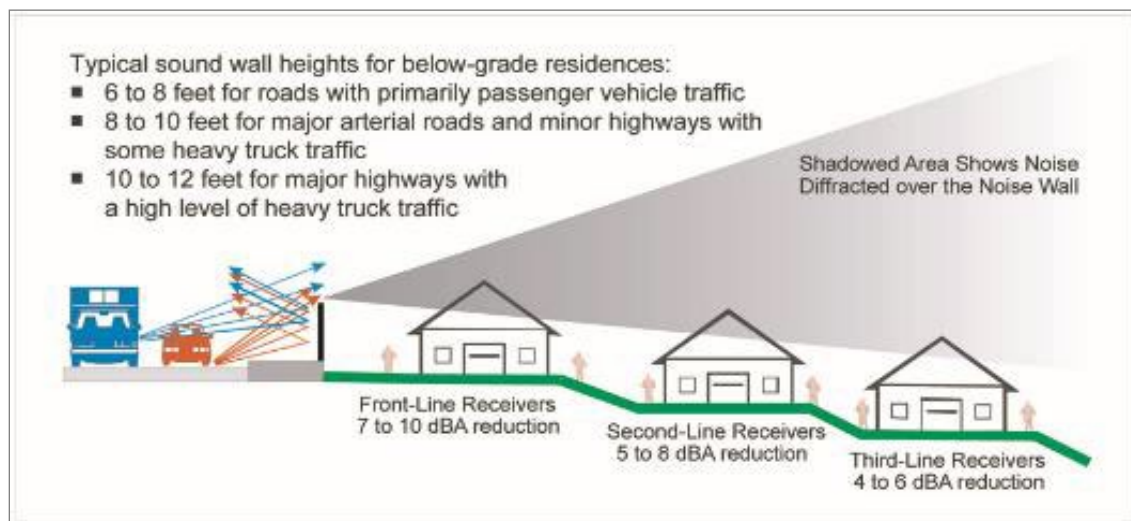 Typical sound wall heights for below-grade residences:
▪ 6 to 8 feet for roads with primarily passenger vehicle traffic
▪ 8 to 10 feet for major arterial roads and minor highways with
some heavy truck traffic
▪ 10 to 12 feet for major highways with
a high level of heavy truck traffic
Shadowed Area Shows Noise
Diffracted over the Noise Wall
Front-Line Receivers
7 to 10 dBA reduction
Second-Line Receivers
5 to 8 dBA reduction
Third-Line Receivers
4 to 6 dBA reduction